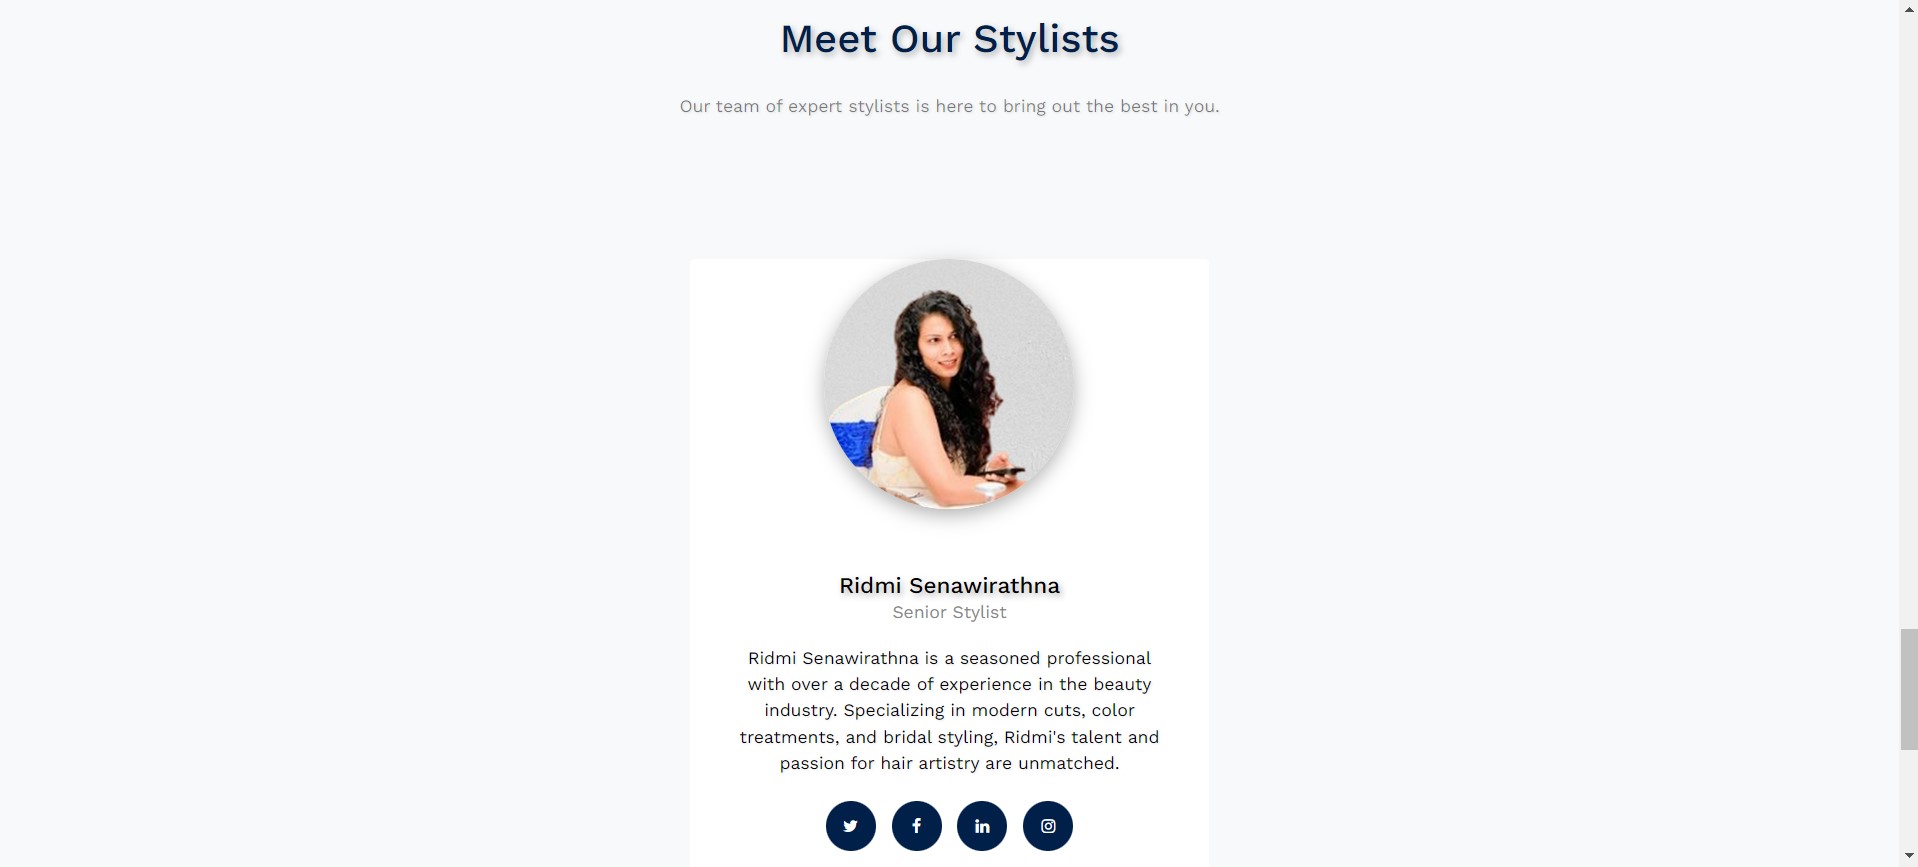 Meet Our Stylists
Our team of expert stylists is here to bring out the best in you.
Ridmi Senawirathna
Senior Stylist
Ridmi Senawirathna is a seasoned professional
with over a decade of experience in the beauty
industry. Specializing in modern cuts, color
treatments, and bridal styling, Ridmi's talent and
passion for hair artistry are unmatched.